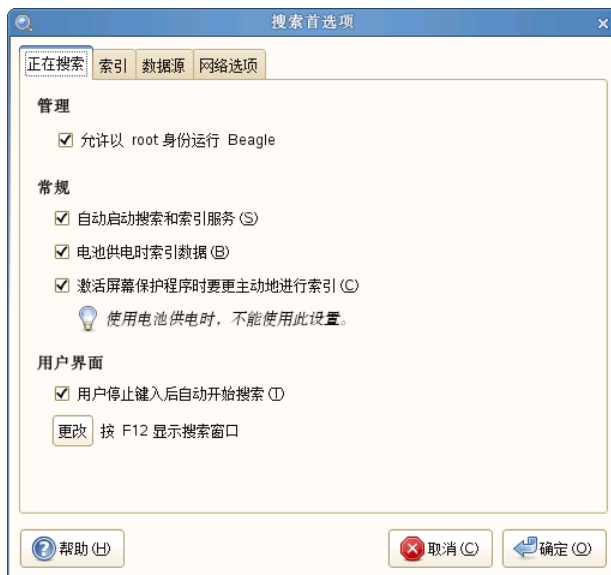 搜索首选项
正在搜索 索引 数据源 网络选项
管理
允许以 root 身份运行 Beagle
常规
自动启动搜索和索引服务(S)
电池供电时索引数据(B)
激活屏幕保护程序时要更主动地进行索引(C)
使用电池供电时，不能使用此设置。
用户界面
用户停止键入后自动开始搜索(T)
更改 按 F12 显示搜索窗口
帮助(H) 取消(C) 确定(O)